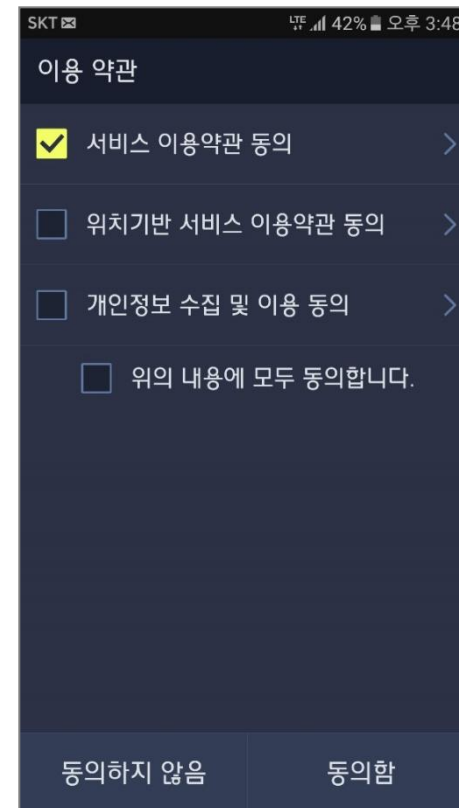 SKT LTE 42% 오후 3:48
이용 약관
서비스 이용약관 동의
위치기반 서비스 이용약관 동의
개인정보 수집 및 이용 동의
위의 내용에 모두 동의합니다.
동의하지 않음 동의함